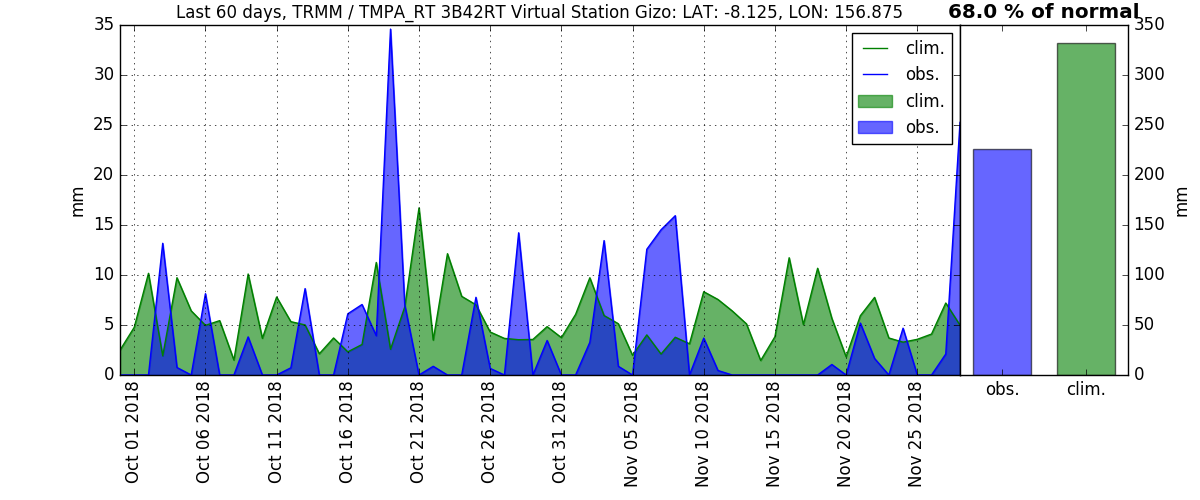 Last 60 days, TRMM / TMPA_RT 3B42RT Virtual Station Gizo: LAT: -8.125, LON: 156.875
68.0 % of normal
35
30
25
20
15
10
5
0
mm
clim.
obs.
clim.
obs.
350
300
250
200
150
100
50
0
mm
obs.
clim.
Oct 01 2018
Oct 06 2018
Oct 11 2018
Oct 16 2018
Oct 21 2018
Oct 26 2018
Oct 31 2018
Nov 05 2018
Nov 10 2018
Nov 15 2018
Nov 20 2018
Nov 25 2018